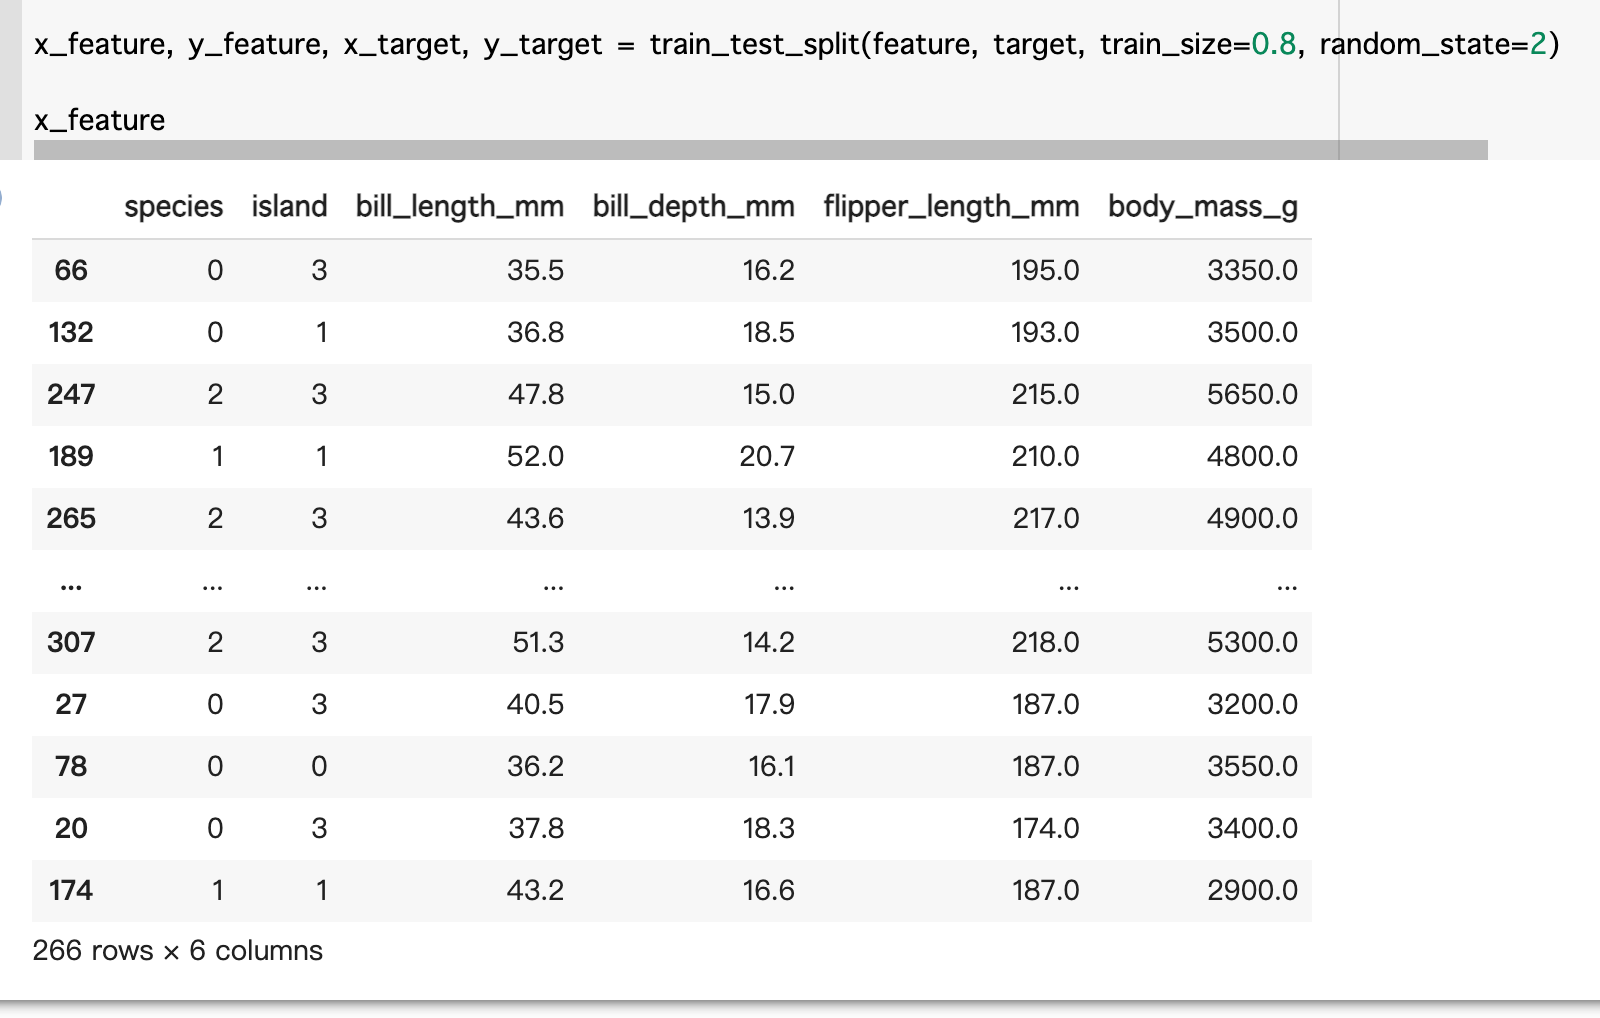 x_feature, y_feature, x_target, y_target = train_test_split(feature, target, train_size=0.8, random_state=2)
x_feature
species island bill_length_mm bill_depth_mm flipper_length_mm body_mass_g
66 0 3 35.5 16.2 195.0 3350.0
132 0 1 36.8 18.5 193.0 3500.0
247 2 3 47.8 15.0 215.0 5650.0
189 1 1 52.0 20.7 210.0 4800.0
265 2 3 43.6 13.9 217.0 4900.0
... ... ... ... ... ... ...
307 2 3 51.3 14.2 218.0 5300.0
27 0 3 40.5 17.9 187.0 3200.0
78 0 0 36.2 16.1 187.0 3550.0
20 0 3 37.8 18.3 174.0 3400.0
174 1 1 43.2 16.6 187.0 2900.0
266 rows × 6 columns